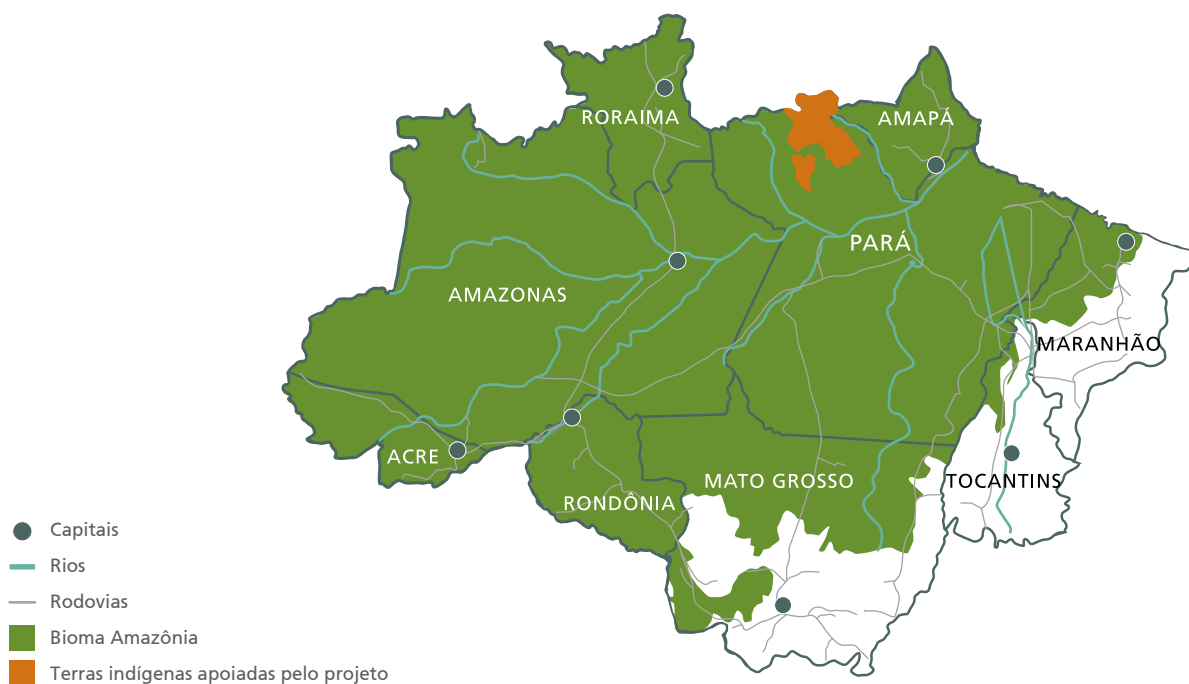 RORAIMA
AMAPÁ
PARÁ
AMAZONAS
MARANHÃO
ACRE
RONDÔNIA
MATO GROSSO
TOCANTINS
Capitais
Rios
Rodovias
Bioma Amazônia
Terras indígenas apoiadas pelo projeto